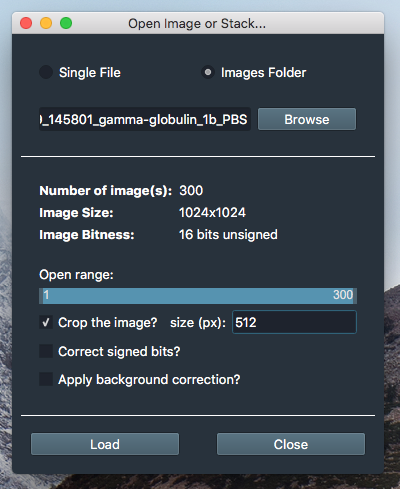 Open Image or Stack...
Single File Images Folder
)_145801_gamma-globulin_1b_PBS Browse
Number of image(s): 300
Image Size: 1024x1024
Image Bitness: 16 bits unsigned
Open range:
1 300
Crop the image? size (px): 512
Correct signed bits?
Apply background correction?
Load Close